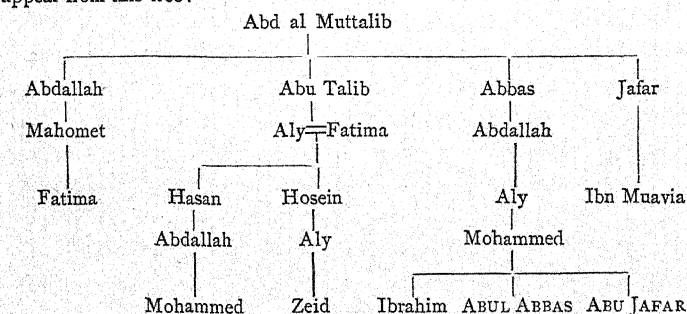 appear from this tree:
Abd al Muttalib
Abdallah Abu Talib Abbas Jafar
Mahomet Aly Fatima Abdallah
Fatima Hasan Hosein Aly Ibn Muavia
Abdallah Aly Mohammed
Mohammed Zeid Ibrahim ABUL ABBAS ABU JAFAR